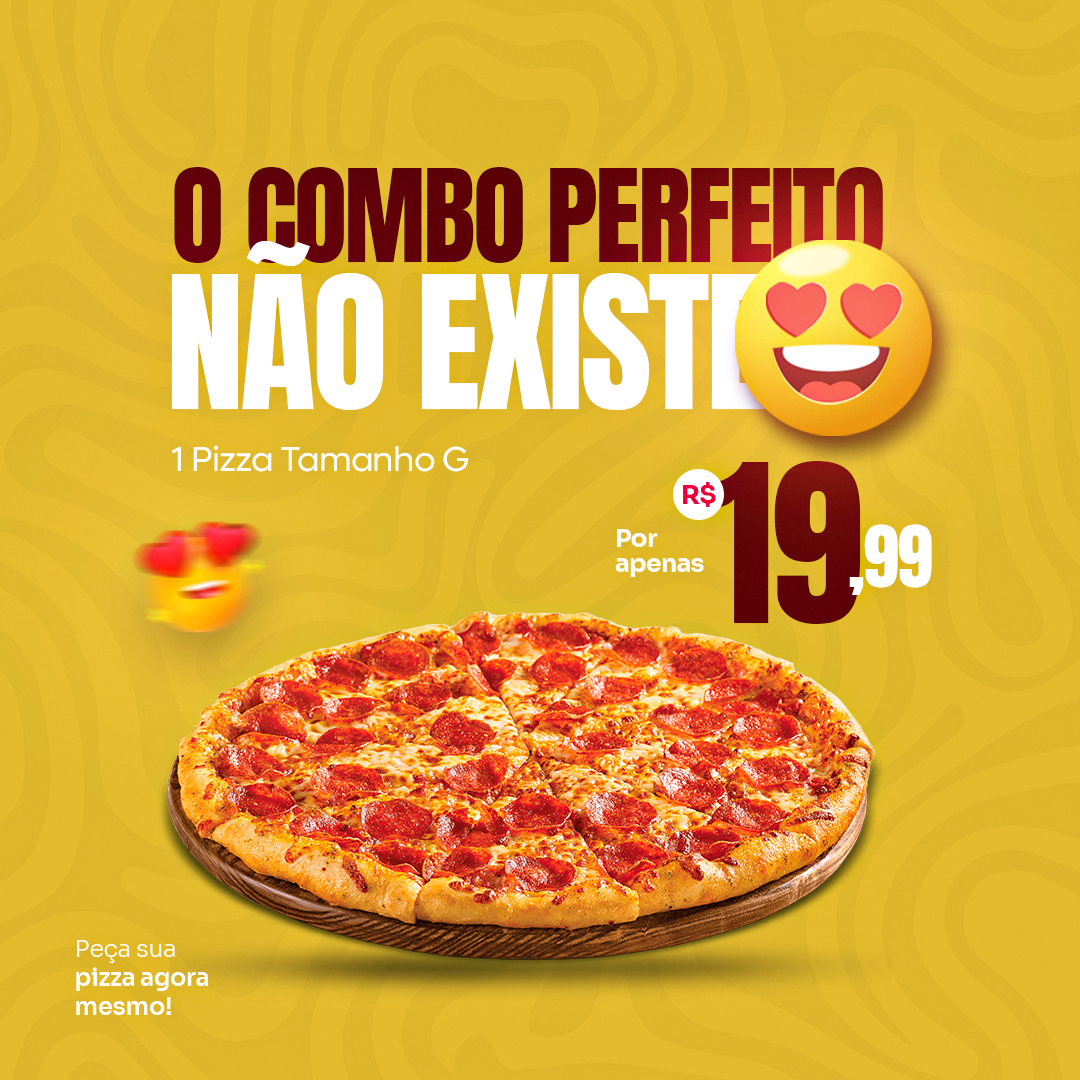 O COMBO PERFEITO
NÃO EXISTE
1 Pizza Tamanho G
R$ 19,99
Por
apenas
Peça sua
pizza agora
mesmo!